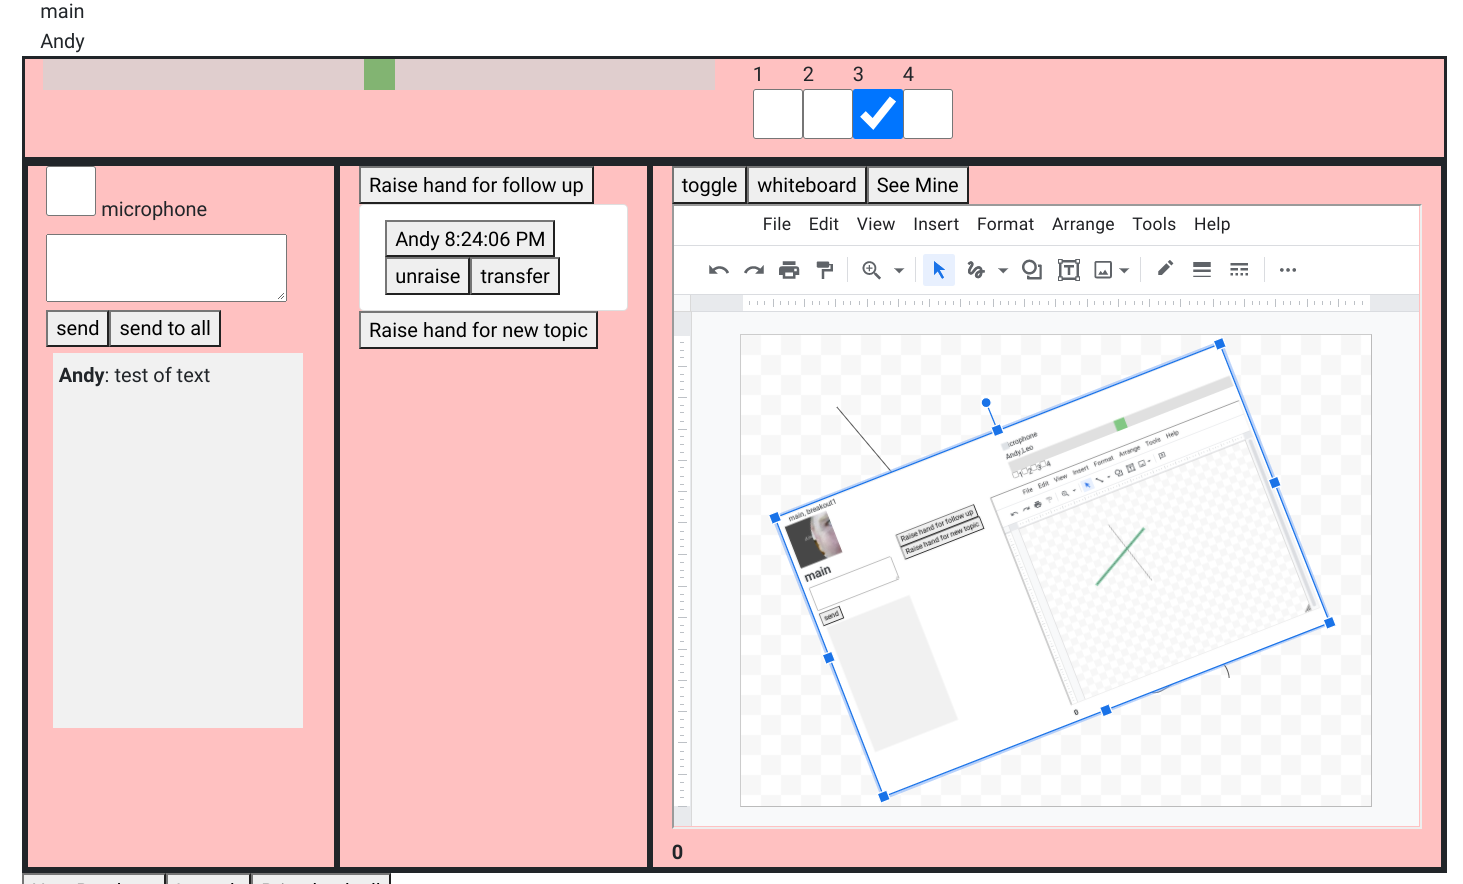 main
Andy
1 2 3 4
microphone
send send to all
Andy: test of text
Raise hand for follow up
Andy 8:24:06 PM
unraise transfer
Raise hand for new topic
toggle whiteboard See Mine
File Edit View Insert Format Arrange Tools Help
main, breakout1
main
send
Raise hand for follow up
Raise hand for new topic
Andy,Leo
1 2 3 4
File Edit View Insert Format Arrange Tools Help
0
0